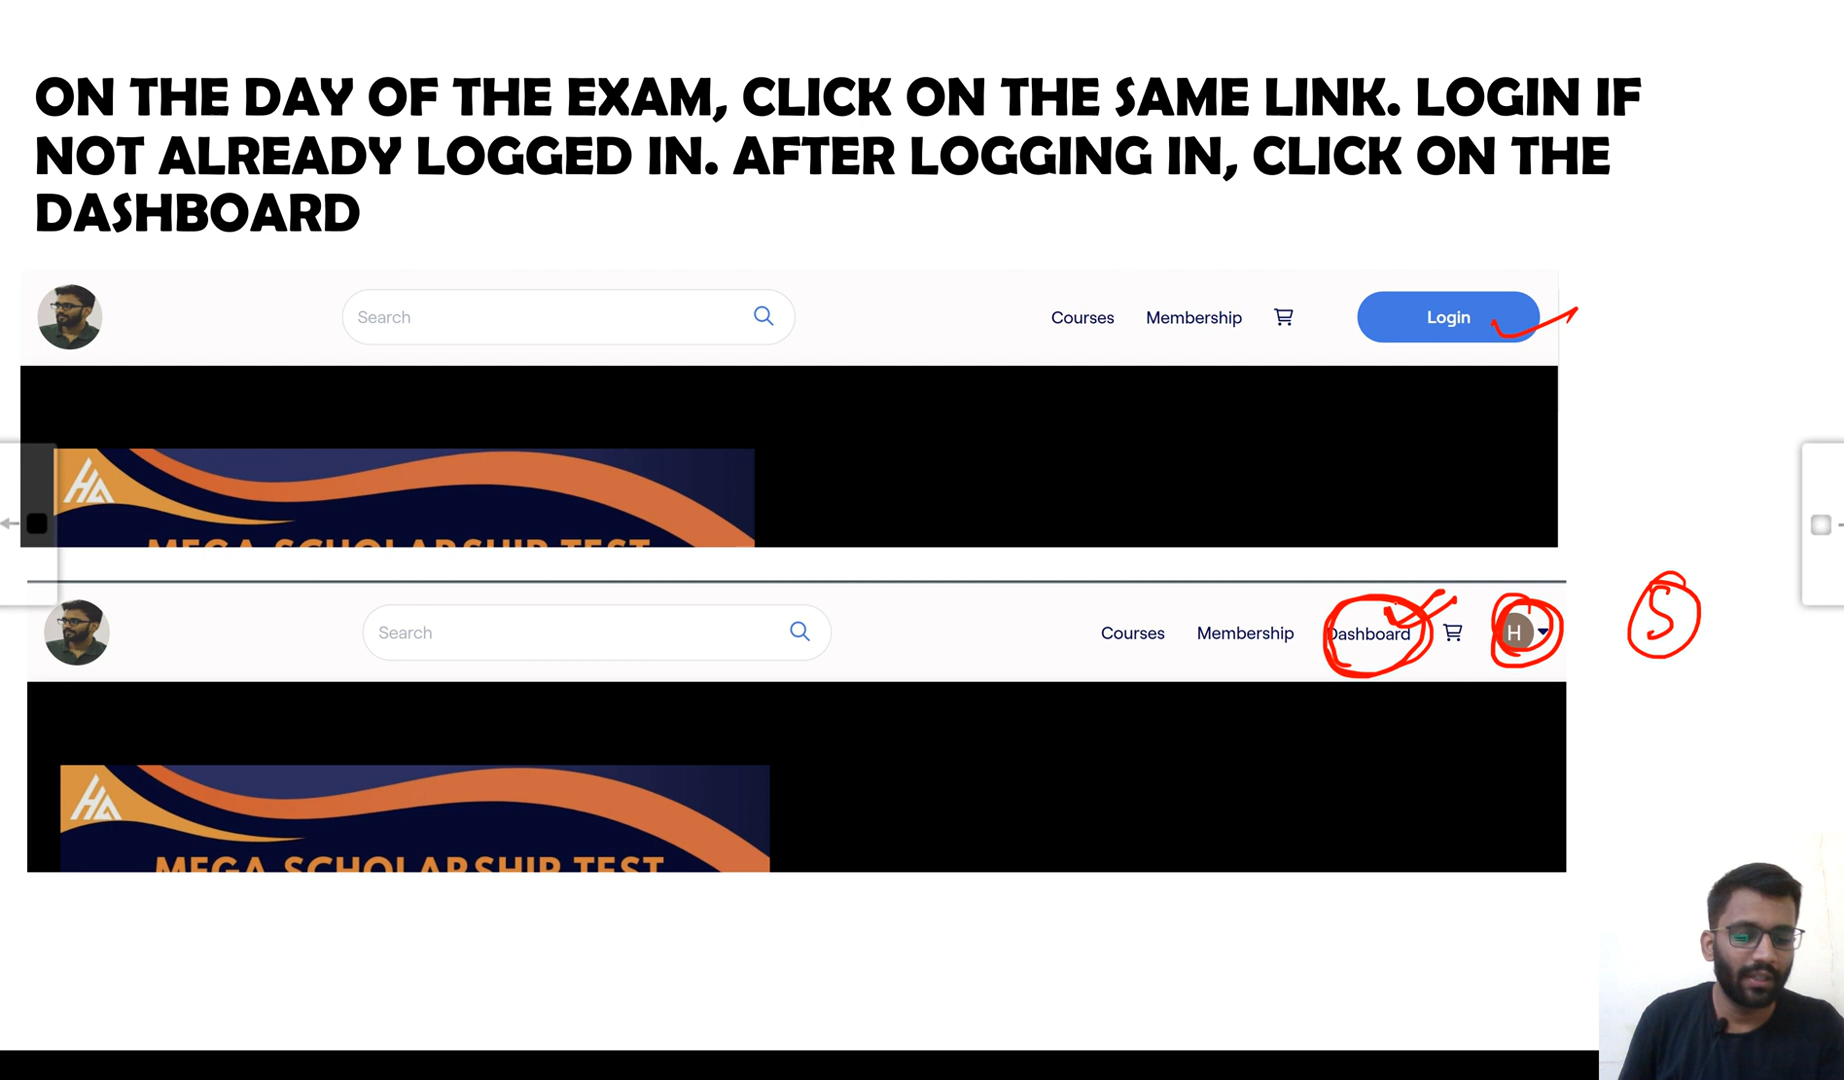 ON THE DAY OF THE EXAM, CLICK ON THE SAME LINK. LOGIN IF
NOT ALREADY LOGGED IN. AFTER LOGGING IN, CLICK ON THE
DASHBOARD
Search
Courses
Membership
Login
HA
MEGA SCHOLARSHIP TEST
Search
Courses
Membership
Dashboard
H
S
HA
MEGA SCHOLARSHIP TEST